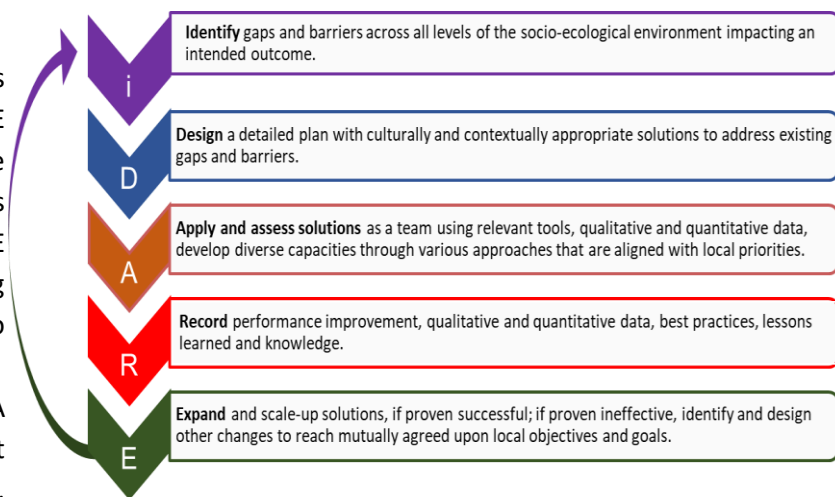 i
Identify gaps and barriers across all levels of the socio-ecological environment impacting an
intended outcome.
D
Design a detailed plan with culturally and contextually appropriate solutions to address existing
gaps and barriers.
A
Apply and assess solutions as a team using relevant tools, qualitative and quantitative data,
develop diverse capacities through various approaches that are aligned with local priorities.
R
Record performance improvement, qualitative and quantitative data, best practices, lessons
learned and knowledge.
E
Expand and scale-up solutions, if proven successful; if proven ineffective, identify and design
other changes to reach mutually agreed upon local objectives and goals.